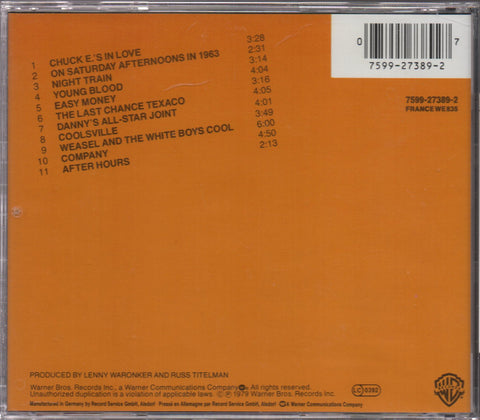 0 7
7599-27389-2
7599-27389-2
FRANCE WE 835
1 CHUCK E.'S IN LOVE 3:28
2 ON SATURDAY AFTERNOONS IN 1963 2:31
3 NIGHT TRAIN 3:14
4 YOUNG BLOOD 4:04
5 EASY MONEY 3:16
6 THE LAST CHANCE TEXACO 4:05
7 DANNY'S ALL-STAR JOINT 4:01
8 COOLSVILLE 3:49
9 WEASEL AND THE WHITE BOYS COOL 6:00
10 COMPANY 4:50
11 AFTER HOURS 2:13
PRODUCED BY LENNY WARONKER AND RUSS TITELMAN
Warner Bros. Records Inc., a Warner Communications Company. All rights reserved.
Unauthorized duplication is a violation of applicable laws. © ℗ 1979 Warner Bros. Records Inc.
Manufactured in Germany by Record Service GmbH, Alsdorf · Pressé en Allemagne par Record Service GmbH, Alsdorf. A Warner Communications Company
LC 0392
WB